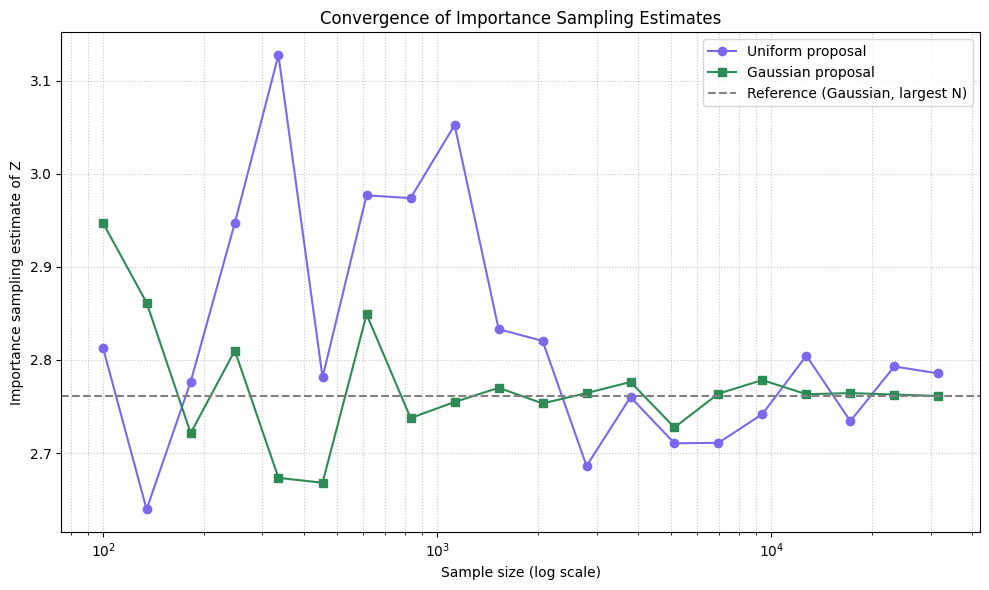 Convergence of Importance Sampling Estimates
Uniform proposal
Gaussian proposal
Reference (Gaussian, largest N)
Importance sampling estimate of Z
3.1
3.0
2.9
2.8
2.7
10²
10³
10⁴
Sample size (log scale)